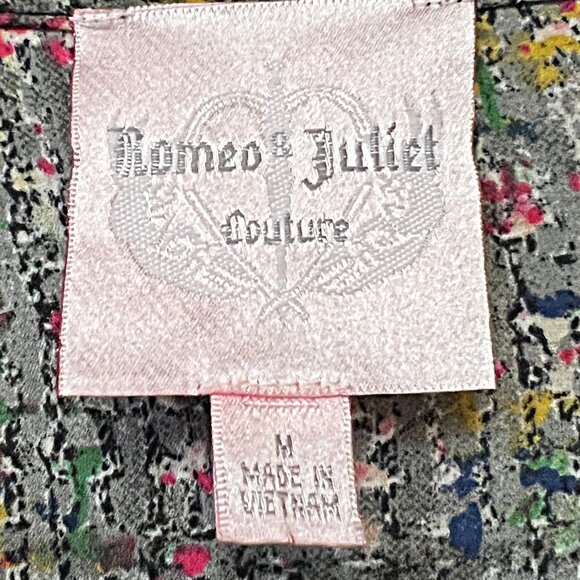 Romeo & Juliet
Couture
M
MADE IN
VIETNAM